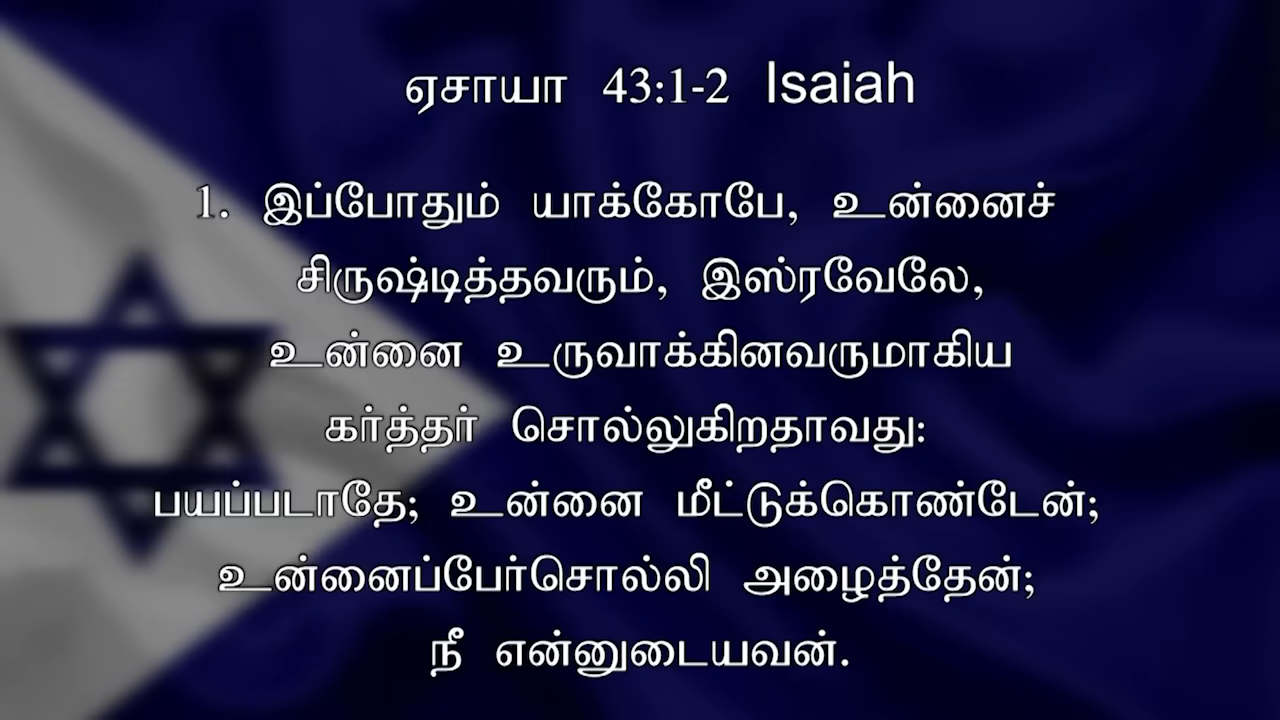 ஏசாயா 43:1-2 Isaiah
1. இப்போதும் யாக்கோபே, உன்னைச்
சிருஷ்டித்தவரும், இஸ்ரவேலே,
உன்னை உருவாக்கினவருமாகிய
கர்த்தர் சொல்லுகிறதாவது:
பயப்படாதே; உன்னை மீட்டுக்கொண்டேன்;
உன்னைப்பேர்சொல்லி அழைத்தேன்;
நீ என்னுடையவன்.